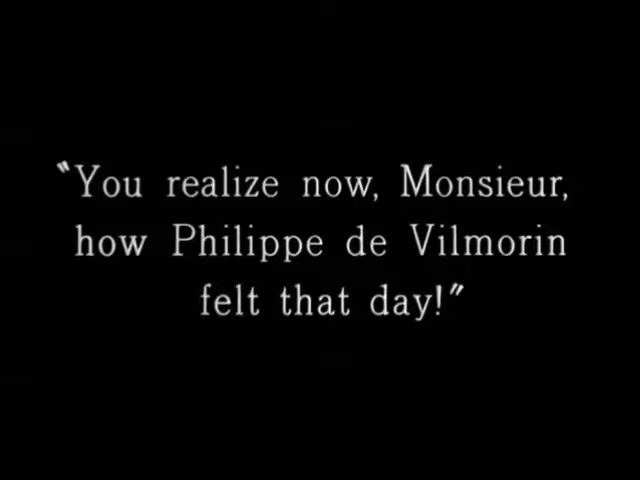 "You realize now, Monsieur,
how Philippe de Vilmorin
felt that day!"